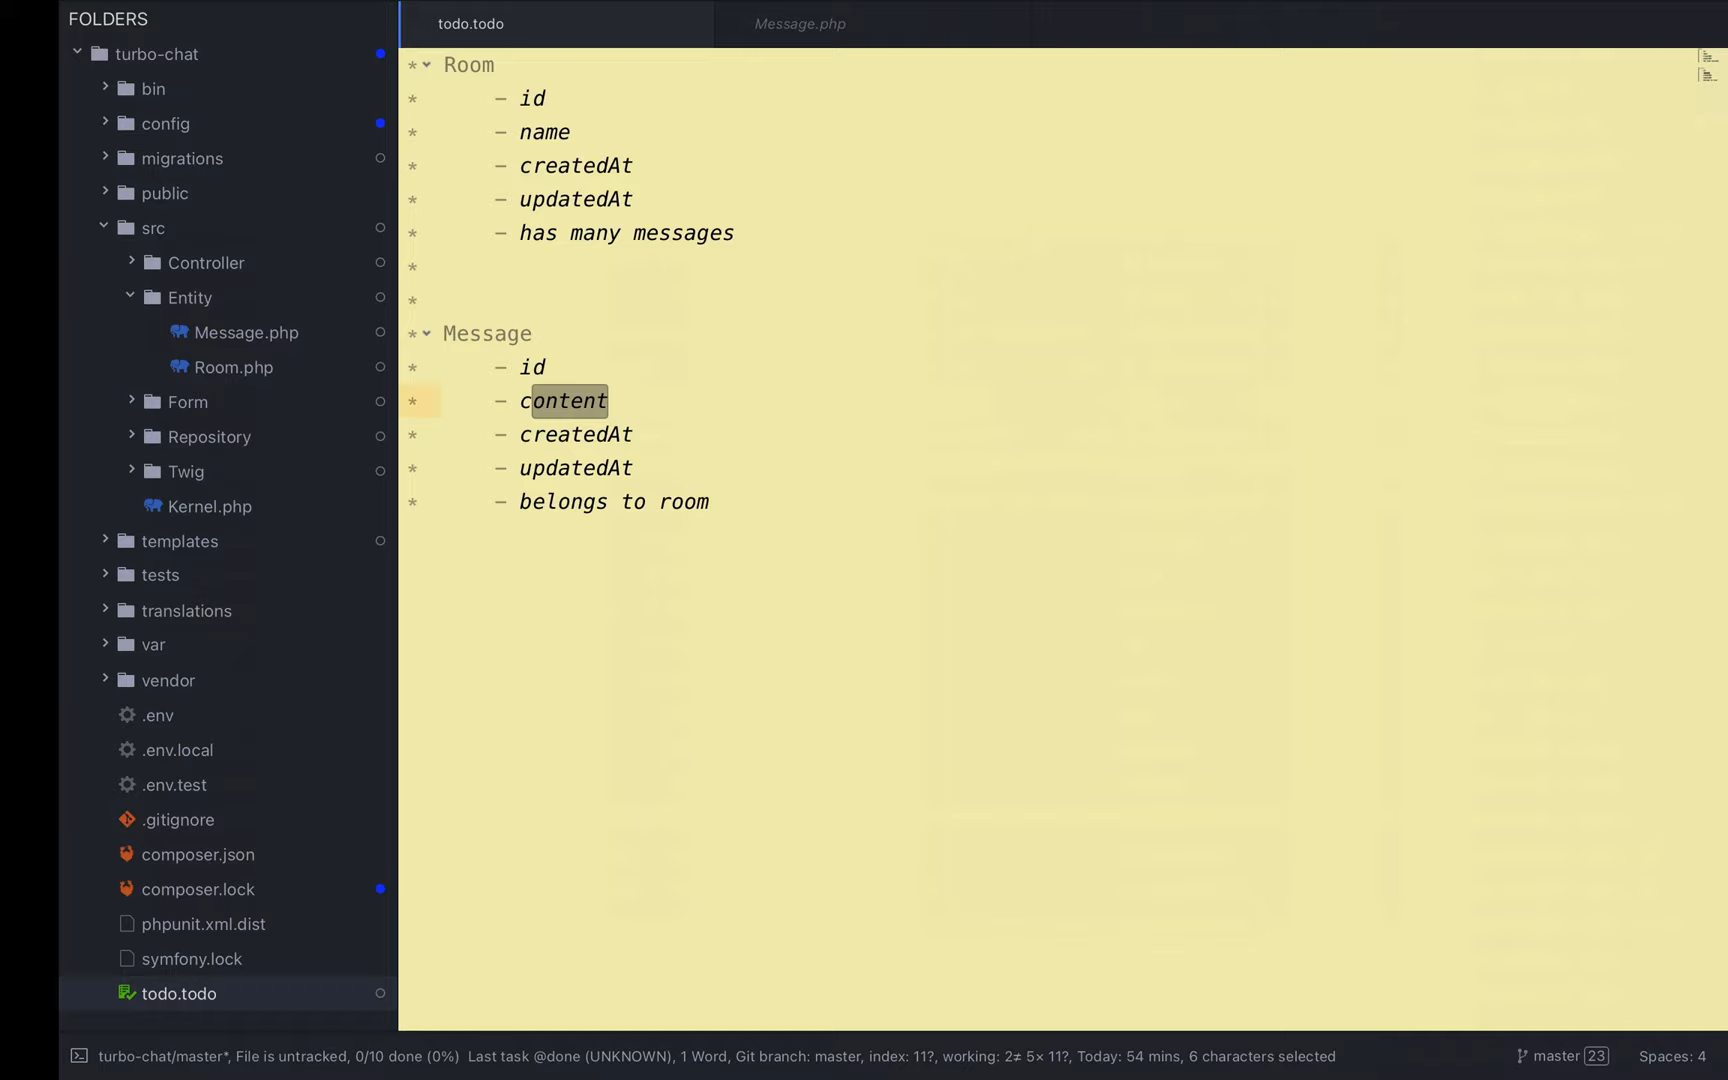 FOLDERS
turbo-chat
bin
config
migrations
public
src
Controller
Entity
Message.php
Room.php
Form
Repository
Twig
Kernel.php
templates
tests
translations
var
vendor
.env
.env.local
.env.test
.gitignore
composer.json
composer.lock
phpunit.xml.dist
symfony.lock
todo.todo
todo.todo
Message.php
* Room
* – id
* – name
* – createdAt
* – updatedAt
* – has many messages
*
*
* Message
* – id
* – content
* – createdAt
* – updatedAt
* – belongs to room
turbo-chat/master*, File is untracked, 0/10 done (0%) Last task @done (UNKNOWN), 1 Word, Git branch: master, index: 11?, working: 2≠ 5× 11?, Today: 54 mins, 6 characters selected
master 23
Spaces: 4